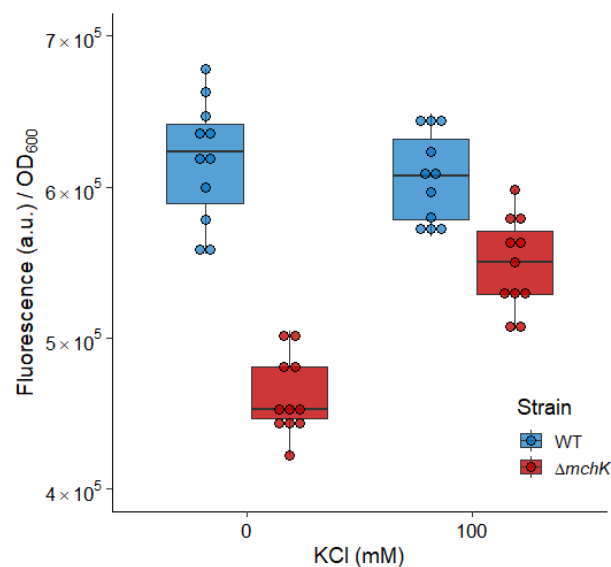 7 × 10⁵
6 × 10⁵
5 × 10⁵
4 × 10⁵
Fluorescence (a.u.) / OD₆₀₀
0
100
KCl (mM)
Strain
WT
ΔmchK